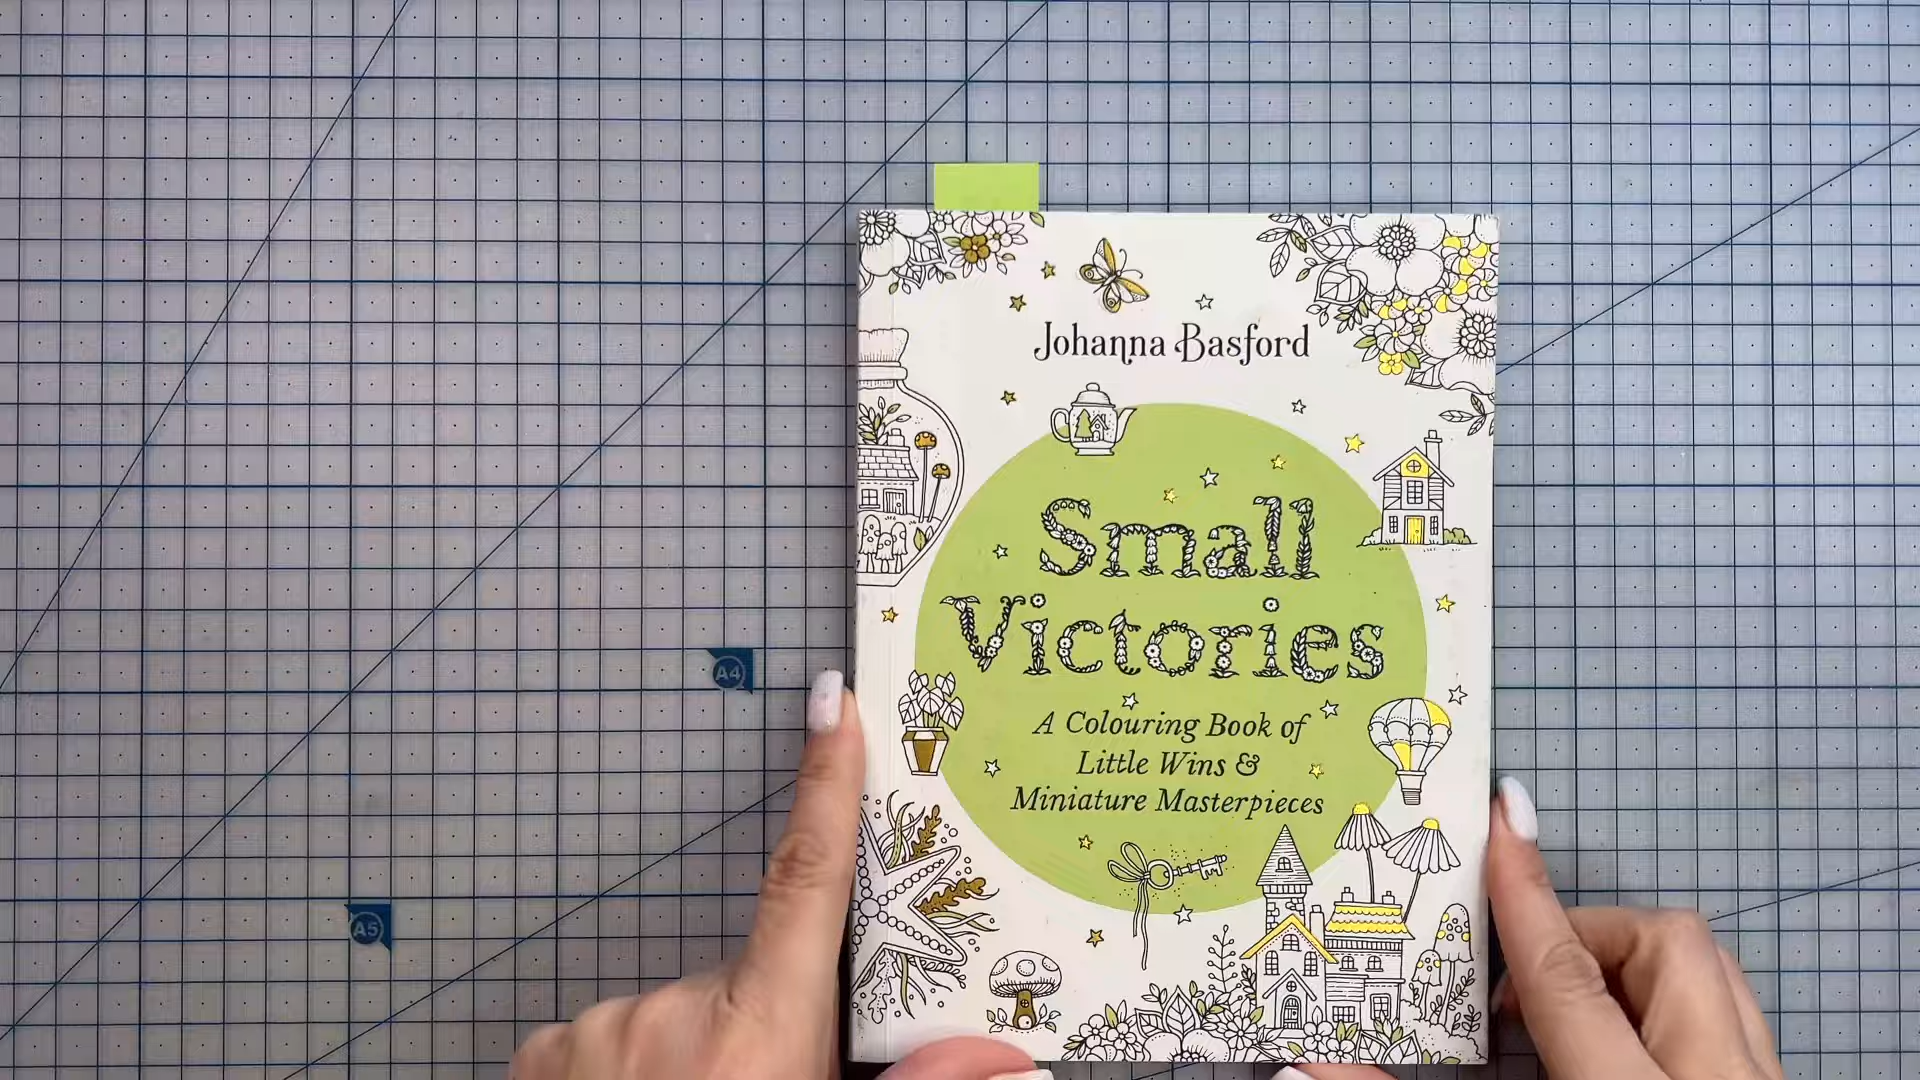 Johanna Basford
Small
Victories
A Colouring Book of
Little Wins &
Miniature Masterpieces
A4
A5